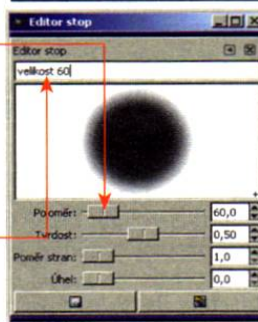 Editor stop
Editor stop
velikost 60
Poloměr: 60,0
Tvrdost: 0,50
Poměr stran: 1,0
Úhel: 0,0